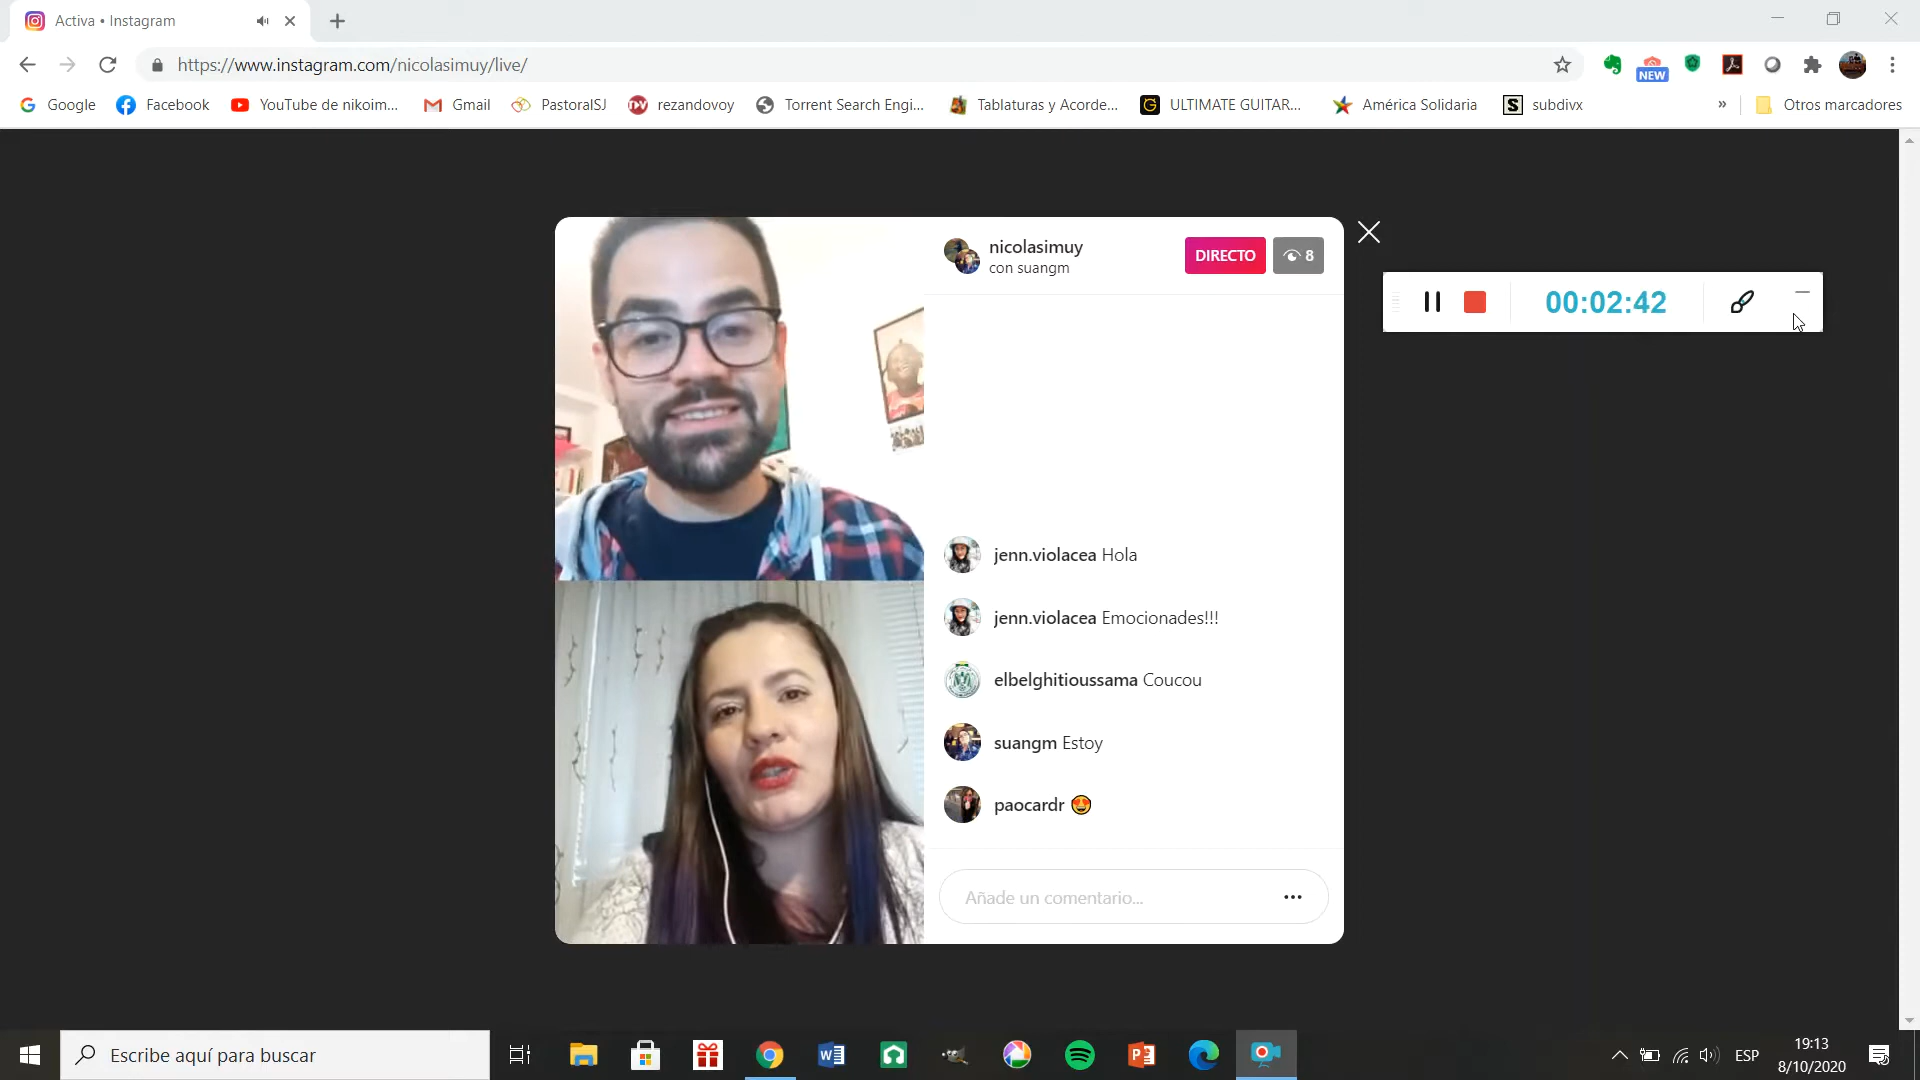 Activa • Instagram
https://www.instagram.com/nicolasimuy/live/
NEW
Google
Facebook
YouTube de nikoim...
Gmail
PastoralSJ
rezandovoy
Torrent Search Engi...
Tablaturas y Acorde...
ULTIMATE GUITAR...
América Solidaria
subdivx
»
Otros marcadores
nicolasimuy
con suangm
DIRECTO
8
00:02:42
jenn.violacea Hola
jenn.violacea Emocionades!!!
elbelghitioussama Coucou
suangm Estoy
paocardr 😍
Añade un comentario...
Escribe aquí para buscar
ESP
19:13
8/10/2020